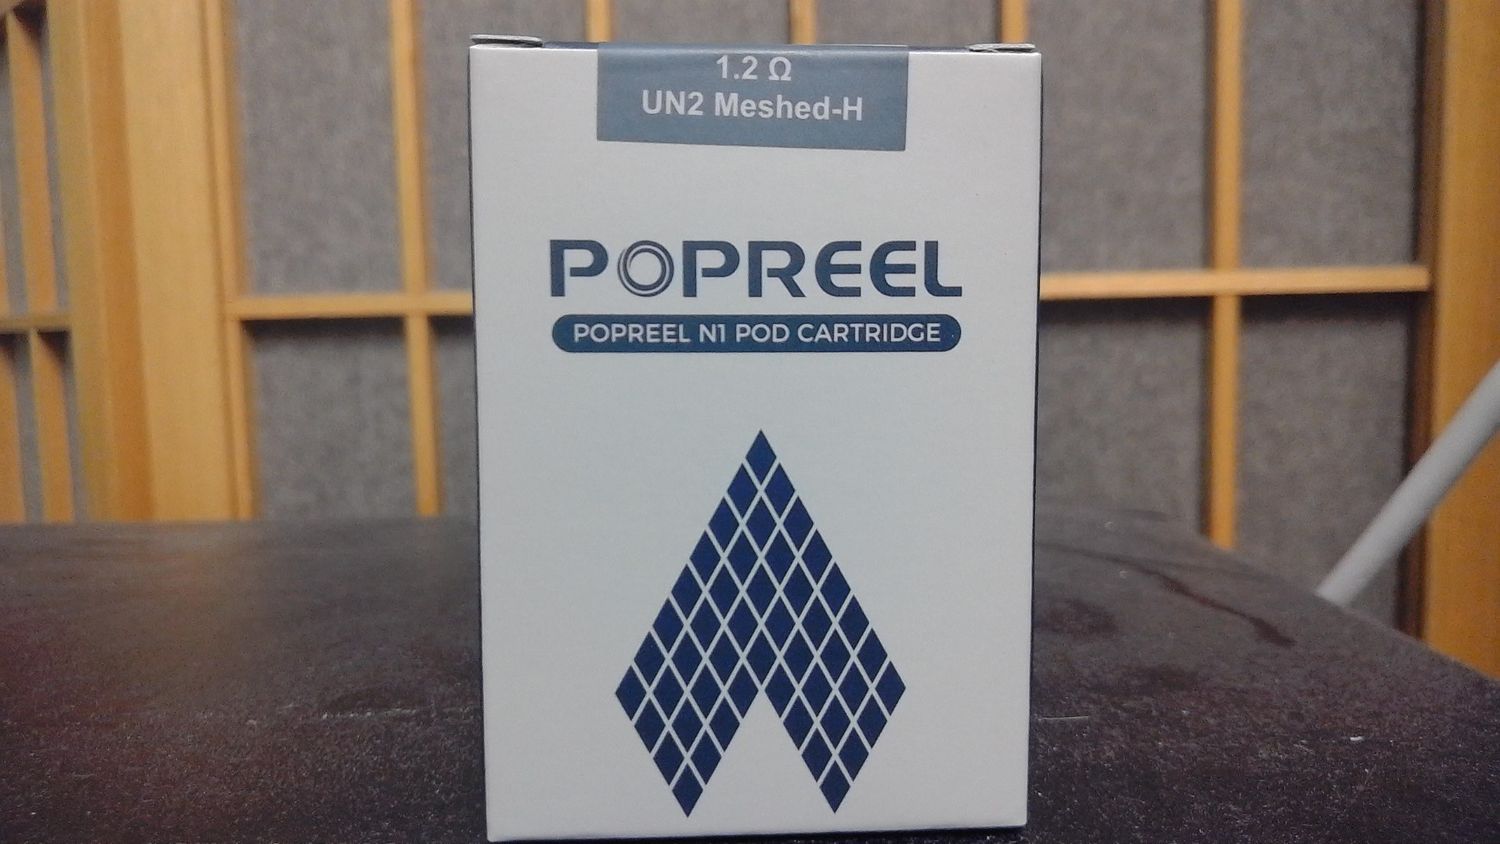 1.2 Ω
UN2 Meshed-H
POPREEL
POPREEL N1 POD CARTRIDGE